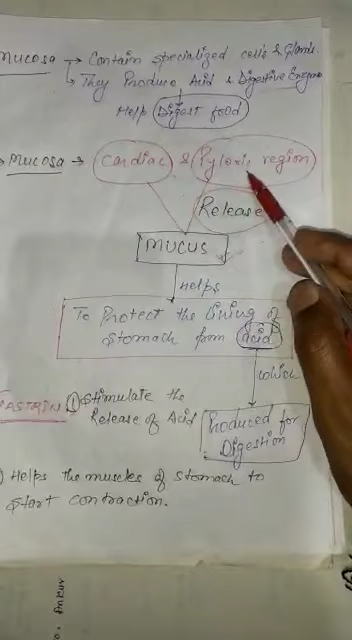 Mucosa → Contain specialized cells & Glands.
↳ They Produce Acid & Digestive Enzyme
Help Digest food
→ Mucosa → Cardiac & Pyloric region
Release
MUCUS
Helps
To Protect the lining of
stomach from acid
which
GASTRIN ① Stimulate the
Release of Acid
Produced for
Digestion
) Helps the muscles of stomach to
start contraction.
Ankur